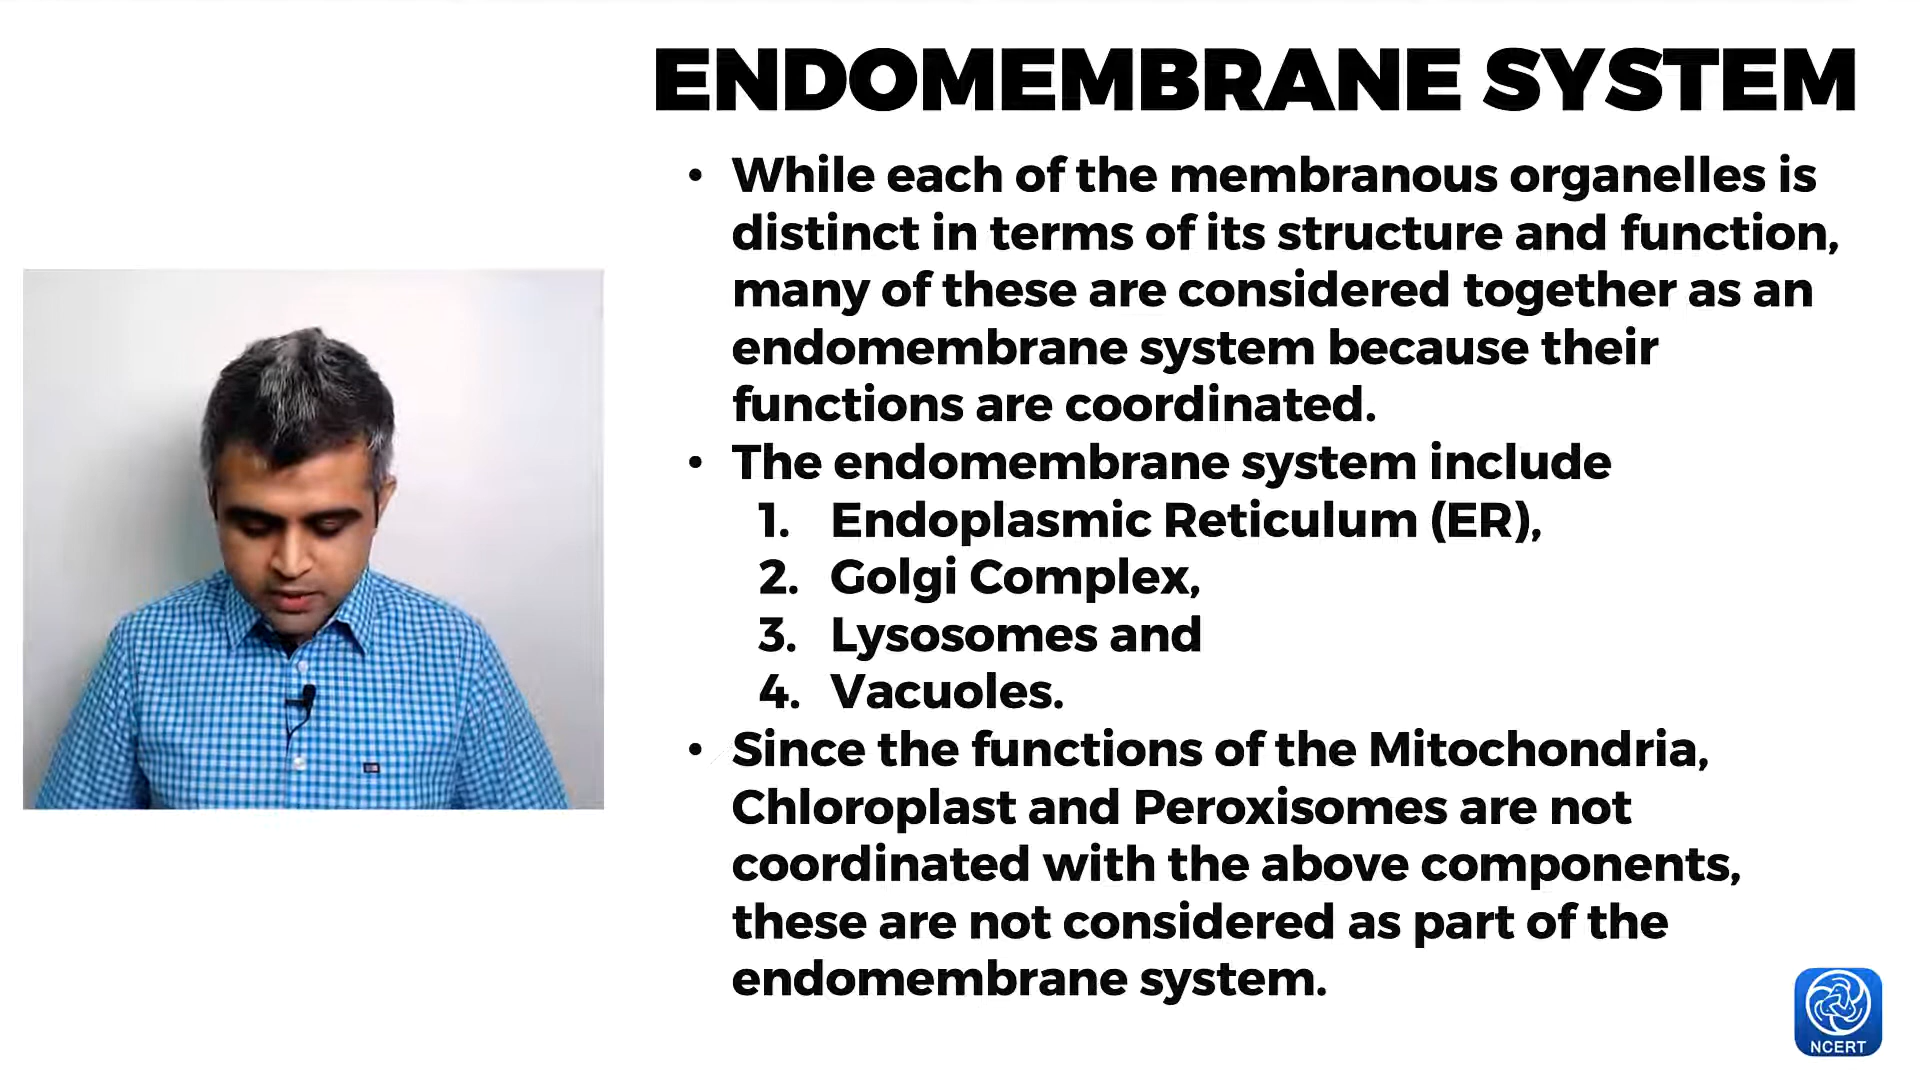 ENDOMEMBRANE SYSTEM
• While each of the membranous organelles is
distinct in terms of its structure and function,
many of these are considered together as an
endomembrane system because their
functions are coordinated.
• The endomembrane system include
1. Endoplasmic Reticulum (ER),
2. Golgi Complex,
3. Lysosomes and
4. Vacuoles.
• Since the functions of the Mitochondria,
Chloroplast and Peroxisomes are not
coordinated with the above components,
these are not considered as part of the
endomembrane system.
NCERT